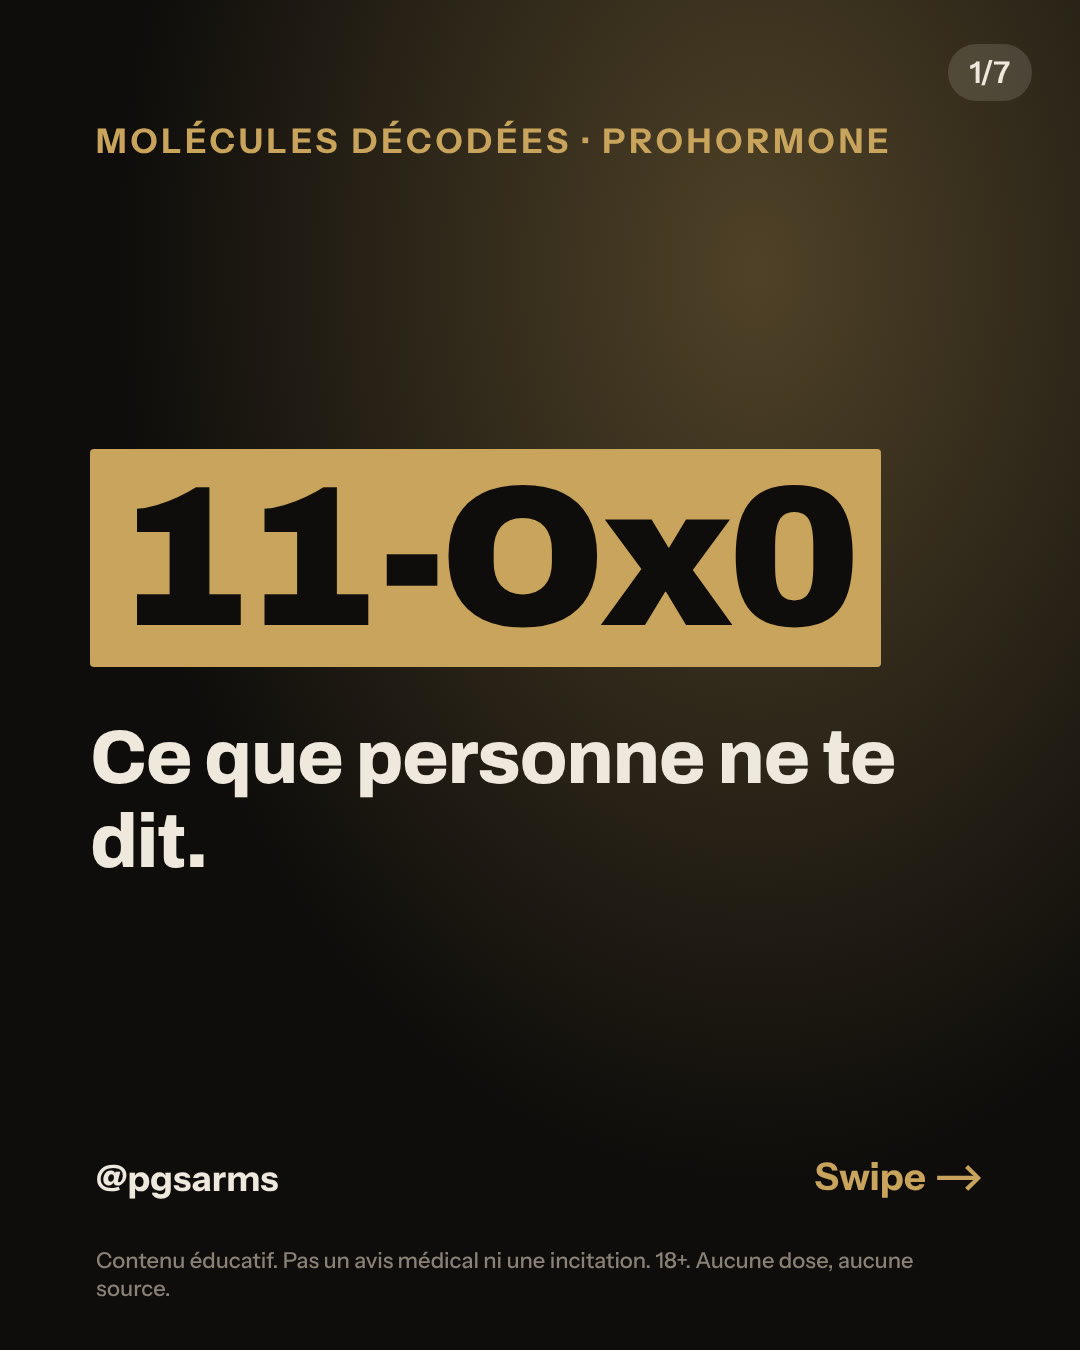 1/7
MOLÉCULES DÉCODÉES · PROHORMONE
11-Ox0
Ce que personne ne te
dit.
@pgsarms
Swipe →
Contenu éducatif. Pas un avis médical ni une incitation. 18+. Aucune dose, aucune
source.